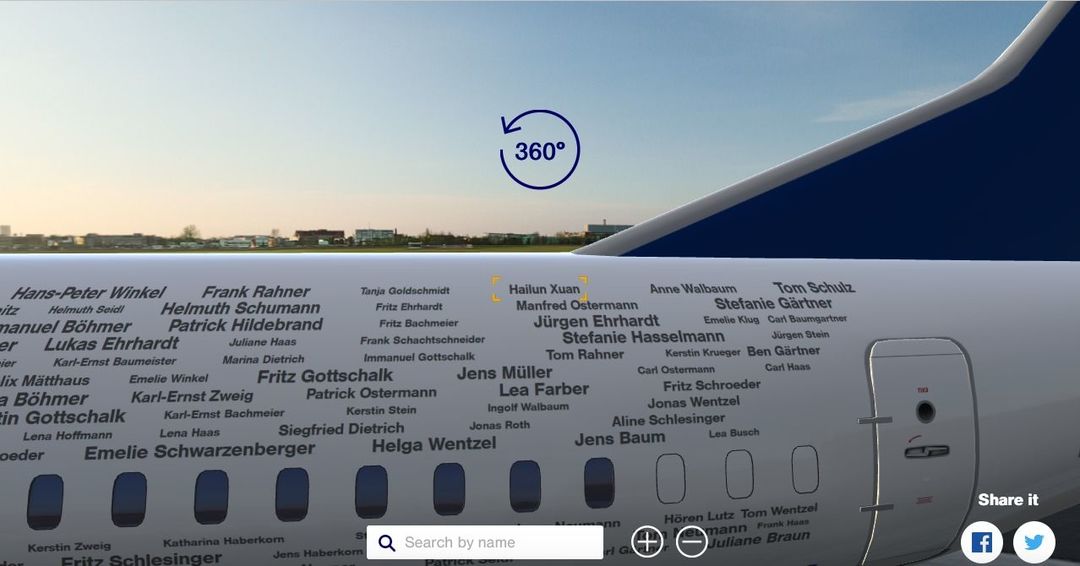 360º
Hailun Xuan
Hans-Peter Winkel Frank Rahner Tanja Goldschmidt Anne Walbaum Tom Schulz
Helmuth Seidl Helmuth Schumann Fritz Ehrhardt Manfred Ostermann Stefanie Gärtner
Böhmer Patrick Hildebrand Fritz Bachmeier Jürgen Ehrhardt Emelie Klug Carl Baumgartner
Lukas Ehrhardt Juliane Haas Frank Schachtschneider Stefanie Hasselmann Jürgen Stein
Karl-Ernst Baumeister Marina Dietrich Immanuel Gottschalk Tom Rahner Kerstin Krueger Ben Gärtner
Mätthaus Emelie Winkel Fritz Gottschalk Jens Müller Carl Ostermann Carl Haas
Böhmer Karl-Ernst Zweig Patrick Ostermann Lea Farber Fritz Schroeder
Gottschalk Karl-Ernst Bachmeier Kerstin Stein Ingolf Walbaum Jonas Wentzel
Lena Hoffmann Lena Haas Siegfried Dietrich Jonas Roth Aline Schlesinger
Emelie Schwarzenberger Helga Wentzel Jens Baum Lea Busch
Kerstin Zweig Katharina Haberkorn Neumann Hören Lutz Tom Wentzel
Fritz Schlesinger Jens Haberkorn Neumann Frank Haas
Juliane Braun
Search by name
Share it